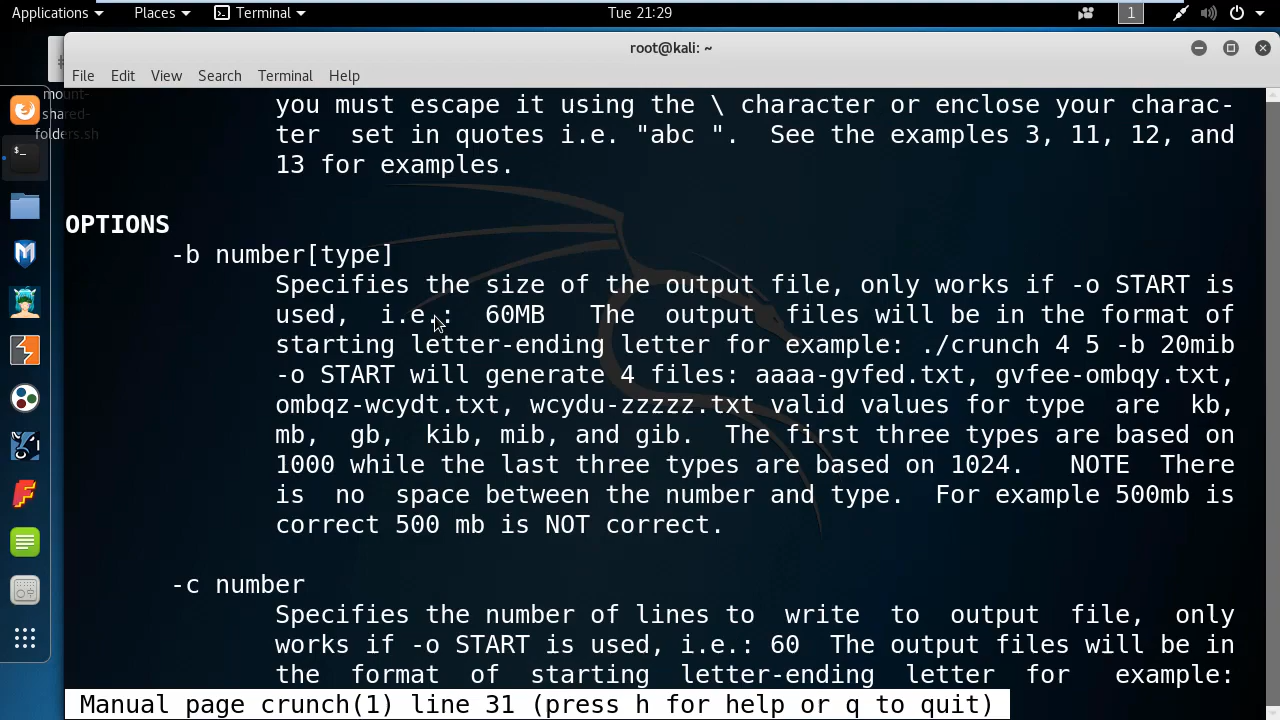 Applications Places Terminal Tue 21:29 1
root@kali: ~
File Edit View Search Terminal Help
mount-
shared-
folders.sh
you must escape it using the \ character or enclose your charac-
ter  set in quotes i.e. "abc ".  See the examples 3, 11, 12, and
13 for examples.
OPTIONS
-b number[type]
Specifies the size of the output file, only works if -o START is
used,  i.e.:  60MB   The  output  files will be in the format of
starting letter-ending letter for example: ./crunch 4 5 -b 20mib
-o START will generate 4 files: aaaa-gvfed.txt, gvfee-ombqy.txt,
ombqz-wcydt.txt, wcydu-zzzzz.txt valid values for type  are  kb,
mb,  gb,  kib, mib, and gib.  The first three types are based on
1000 while the last three types are based on 1024.   NOTE  There
is  no  space between the number and type.  For example 500mb is
correct 500 mb is NOT correct.
-c number
Specifies the number of lines to  write  to  output  file,  only
works if -o START is used, i.e.: 60  The output files will be in
the  format  of  starting  letter-ending  letter  for  example:
Manual page crunch(1) line 31 (press h for help or q to quit)